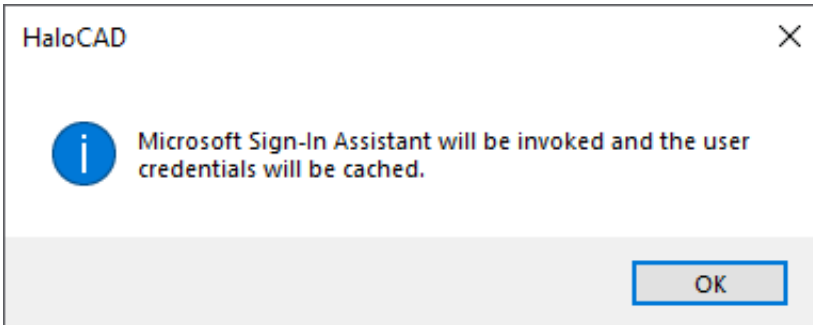 HaloCAD
Microsoft Sign-In Assistant will be invoked and the user
credentials will be cached.
OK